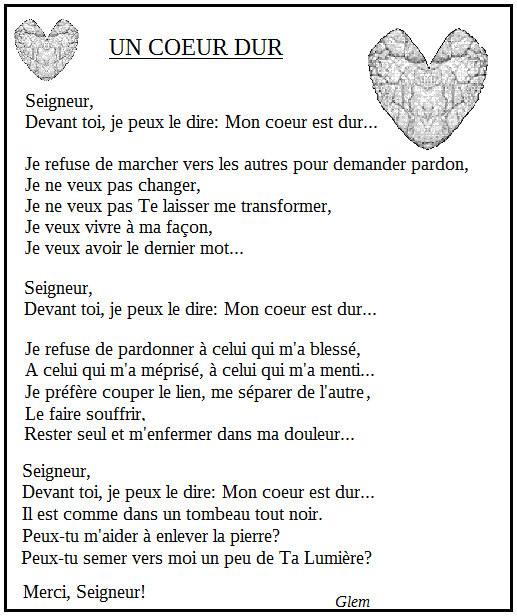 UN COEUR DUR
Seigneur,
Devant toi, je peux le dire: Mon coeur est dur...
Je refuse de marcher vers les autres pour demander pardon,
Je ne veux pas changer,
Je ne veux pas Te laisser me transformer,
Je veux vivre à ma façon,
Je veux avoir le dernier mot...
Seigneur,
Devant toi, je peux le dire: Mon coeur est dur...
Je refuse de pardonner à celui qui m'a blessé,
A celui qui m'a méprisé, à celui qui m'a menti...
Je préfère couper le lien, me séparer de l'autre,
Le faire souffrir,
Rester seul et m'enfermer dans ma douleur...
Seigneur,
Devant toi, je peux le dire: Mon coeur est dur...
Il est comme dans un tombeau tout noir.
Peux-tu m'aider à enlever la pierre?
Peux-tu semer vers moi un peu de Ta Lumière?
Merci, Seigneur!
Glem